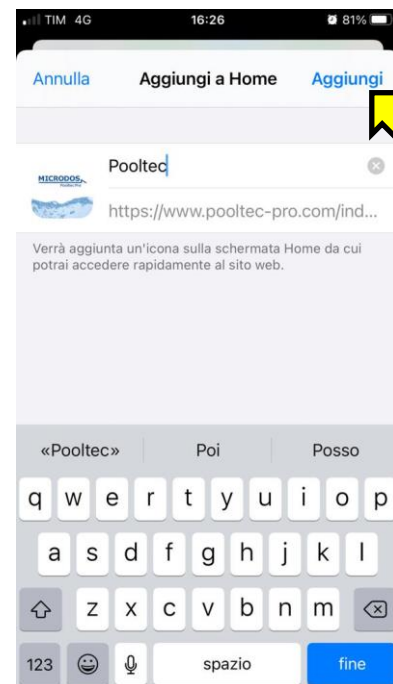 TIM 4G 16:26 81%
Annulla Aggiungi a Home Aggiungi
MICRODOS
Pooltec
https://www.pooltec-pro.com/ind...
Verrà aggiunta un'icona sulla schermata Home da cui
potrai accedere rapidamente al sito web.
«Pooltec» Poi Posso
q w e r t y u i o p
a s d f g h j k l
z x c v b n m
123 spazio fine